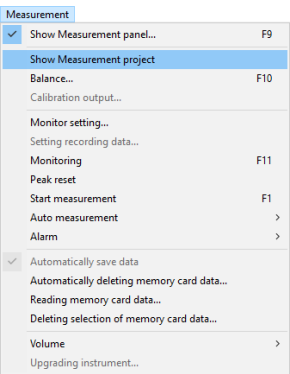 Measurement
Show Measurement panel... F9
Show Measurement project
Balance... F10
Calibration output...
Monitor setting...
Setting recording data...
Monitoring F11
Peak reset
Start measurement F1
Auto measurement
Alarm
Automatically save data
Automatically deleting memory card data...
Reading memory card data...
Deleting selection of memory card data...
Volume
Upgrading instrument...